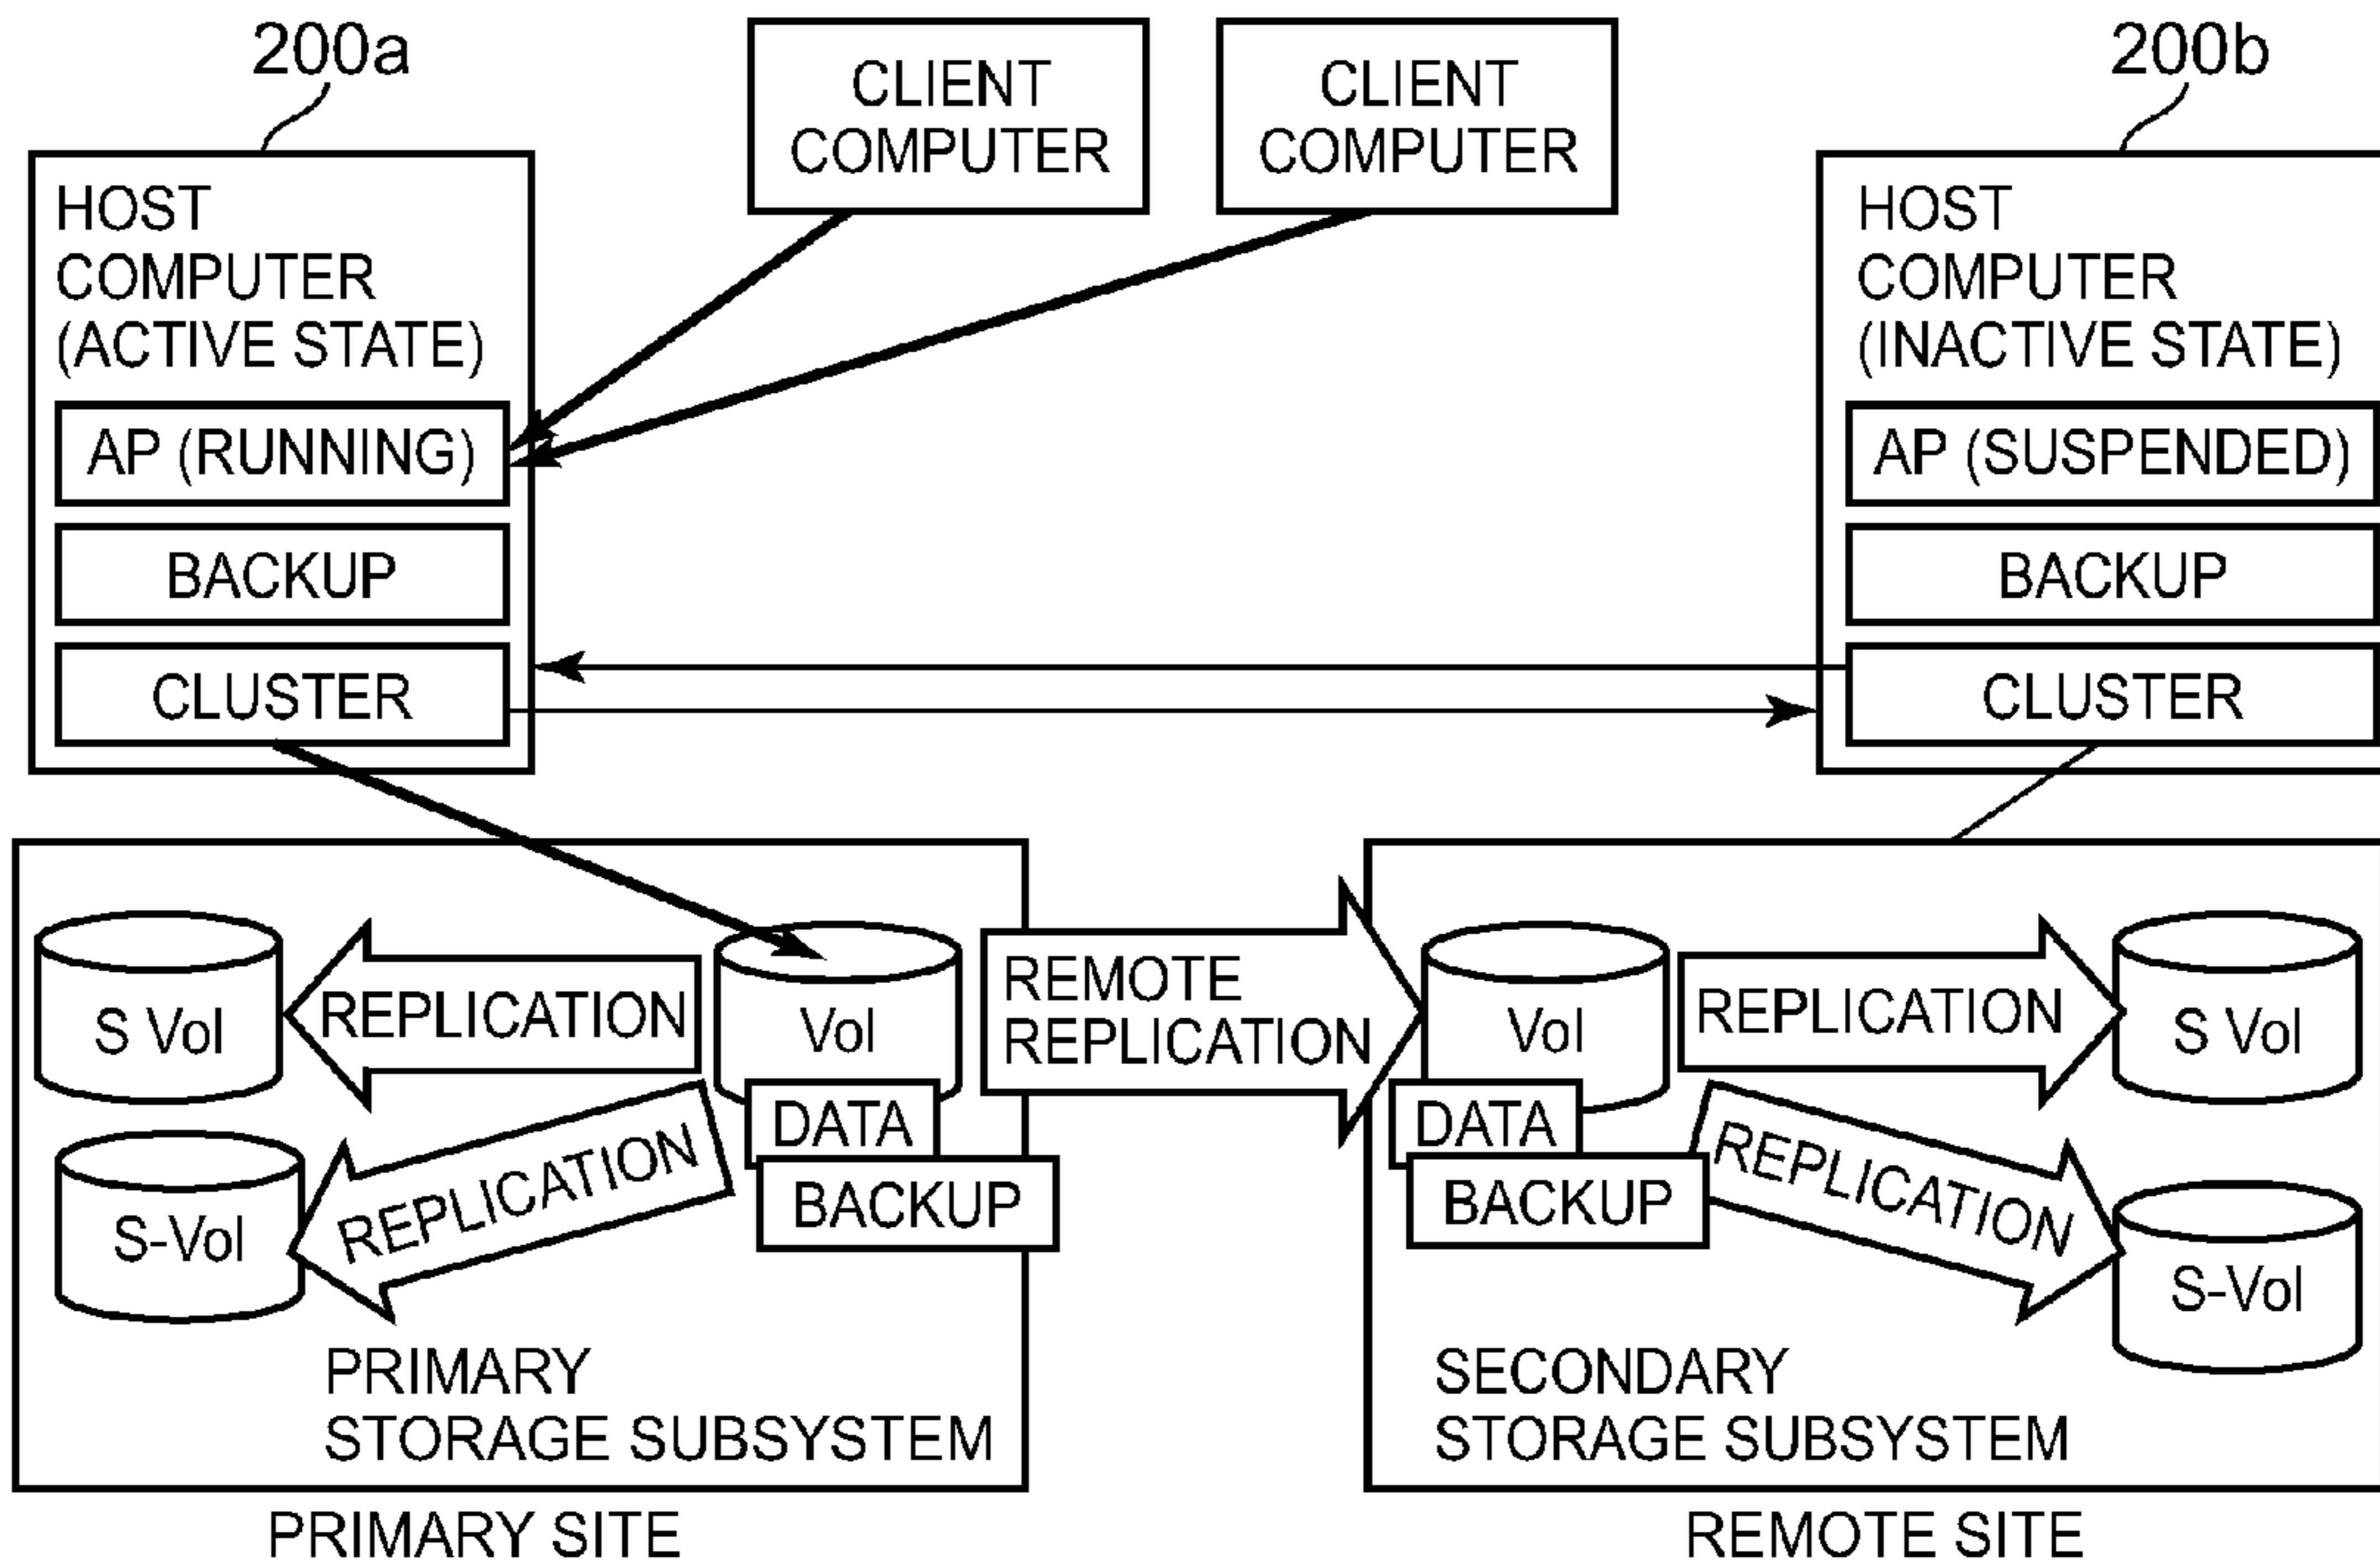 200a
CLIENT
COMPUTER
CLIENT
COMPUTER
200b
HOST
COMPUTER
(ACTIVE STATE)
AP (RUNNING)
BACKUP
CLUSTER
HOST
COMPUTER
(INACTIVE STATE)
AP (SUSPENDED)
BACKUP
CLUSTER
S Vol
REPLICATION
Vol
DATA
BACKUP
S-Vol
REPLICATION
PRIMARY
STORAGE SUBSYSTEM
PRIMARY SITE
REMOTE
REPLICATION
Vol
DATA
BACKUP
REPLICATION
S Vol
REPLICATION
S-Vol
SECONDARY
STORAGE SUBSYSTEM
REMOTE SITE